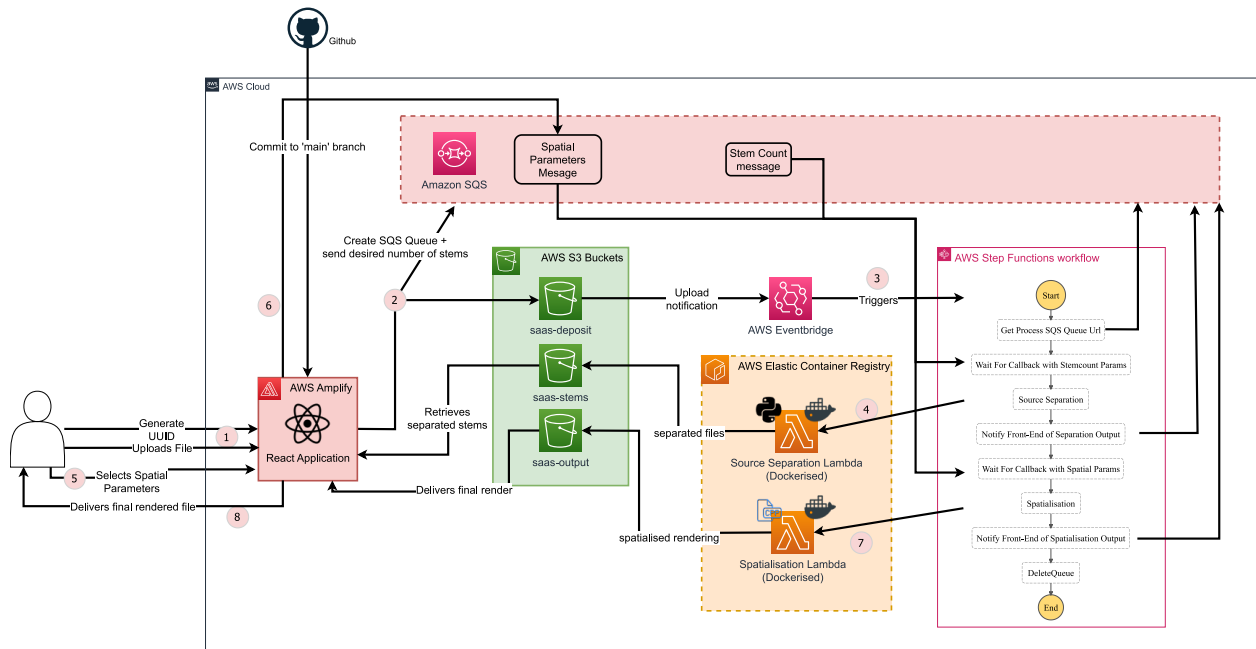 Github
aws
AWS Cloud
Commit to 'main' branch
Amazon SQS
Spatial
Parameters
Mesage
Stem Count
message
Create SQS Queue +
send desired number of stems
AWS S3 Buckets
saas-deposit
saas-stems
saas-output
Upload
notification
AWS Eventbridge
3
Triggers
AWS Step Functions workflow
Start
Get Process SQS Queue Url
Wait For Callback with Stemcount Params
Source Separation
Notify Front-End of Separation Output
Wait For Callback with Spatial Params
Spatialisation
Notify Front-End of Spatialisation Output
DeleteQueue
End
6
2
AWS Elastic Container Registry
4
separated files
Source Separation Lambda
(Dockerised)
CPP
7
spatialised rendering
Spatialisation Lambda
(Dockerised)
AWS Amplify
React Application
Retrieves
separated stems
Delivers final render
Generate
UUID
1
Uploads File
5
Selects Spatial
Parameters
Delivers final rendered file
8